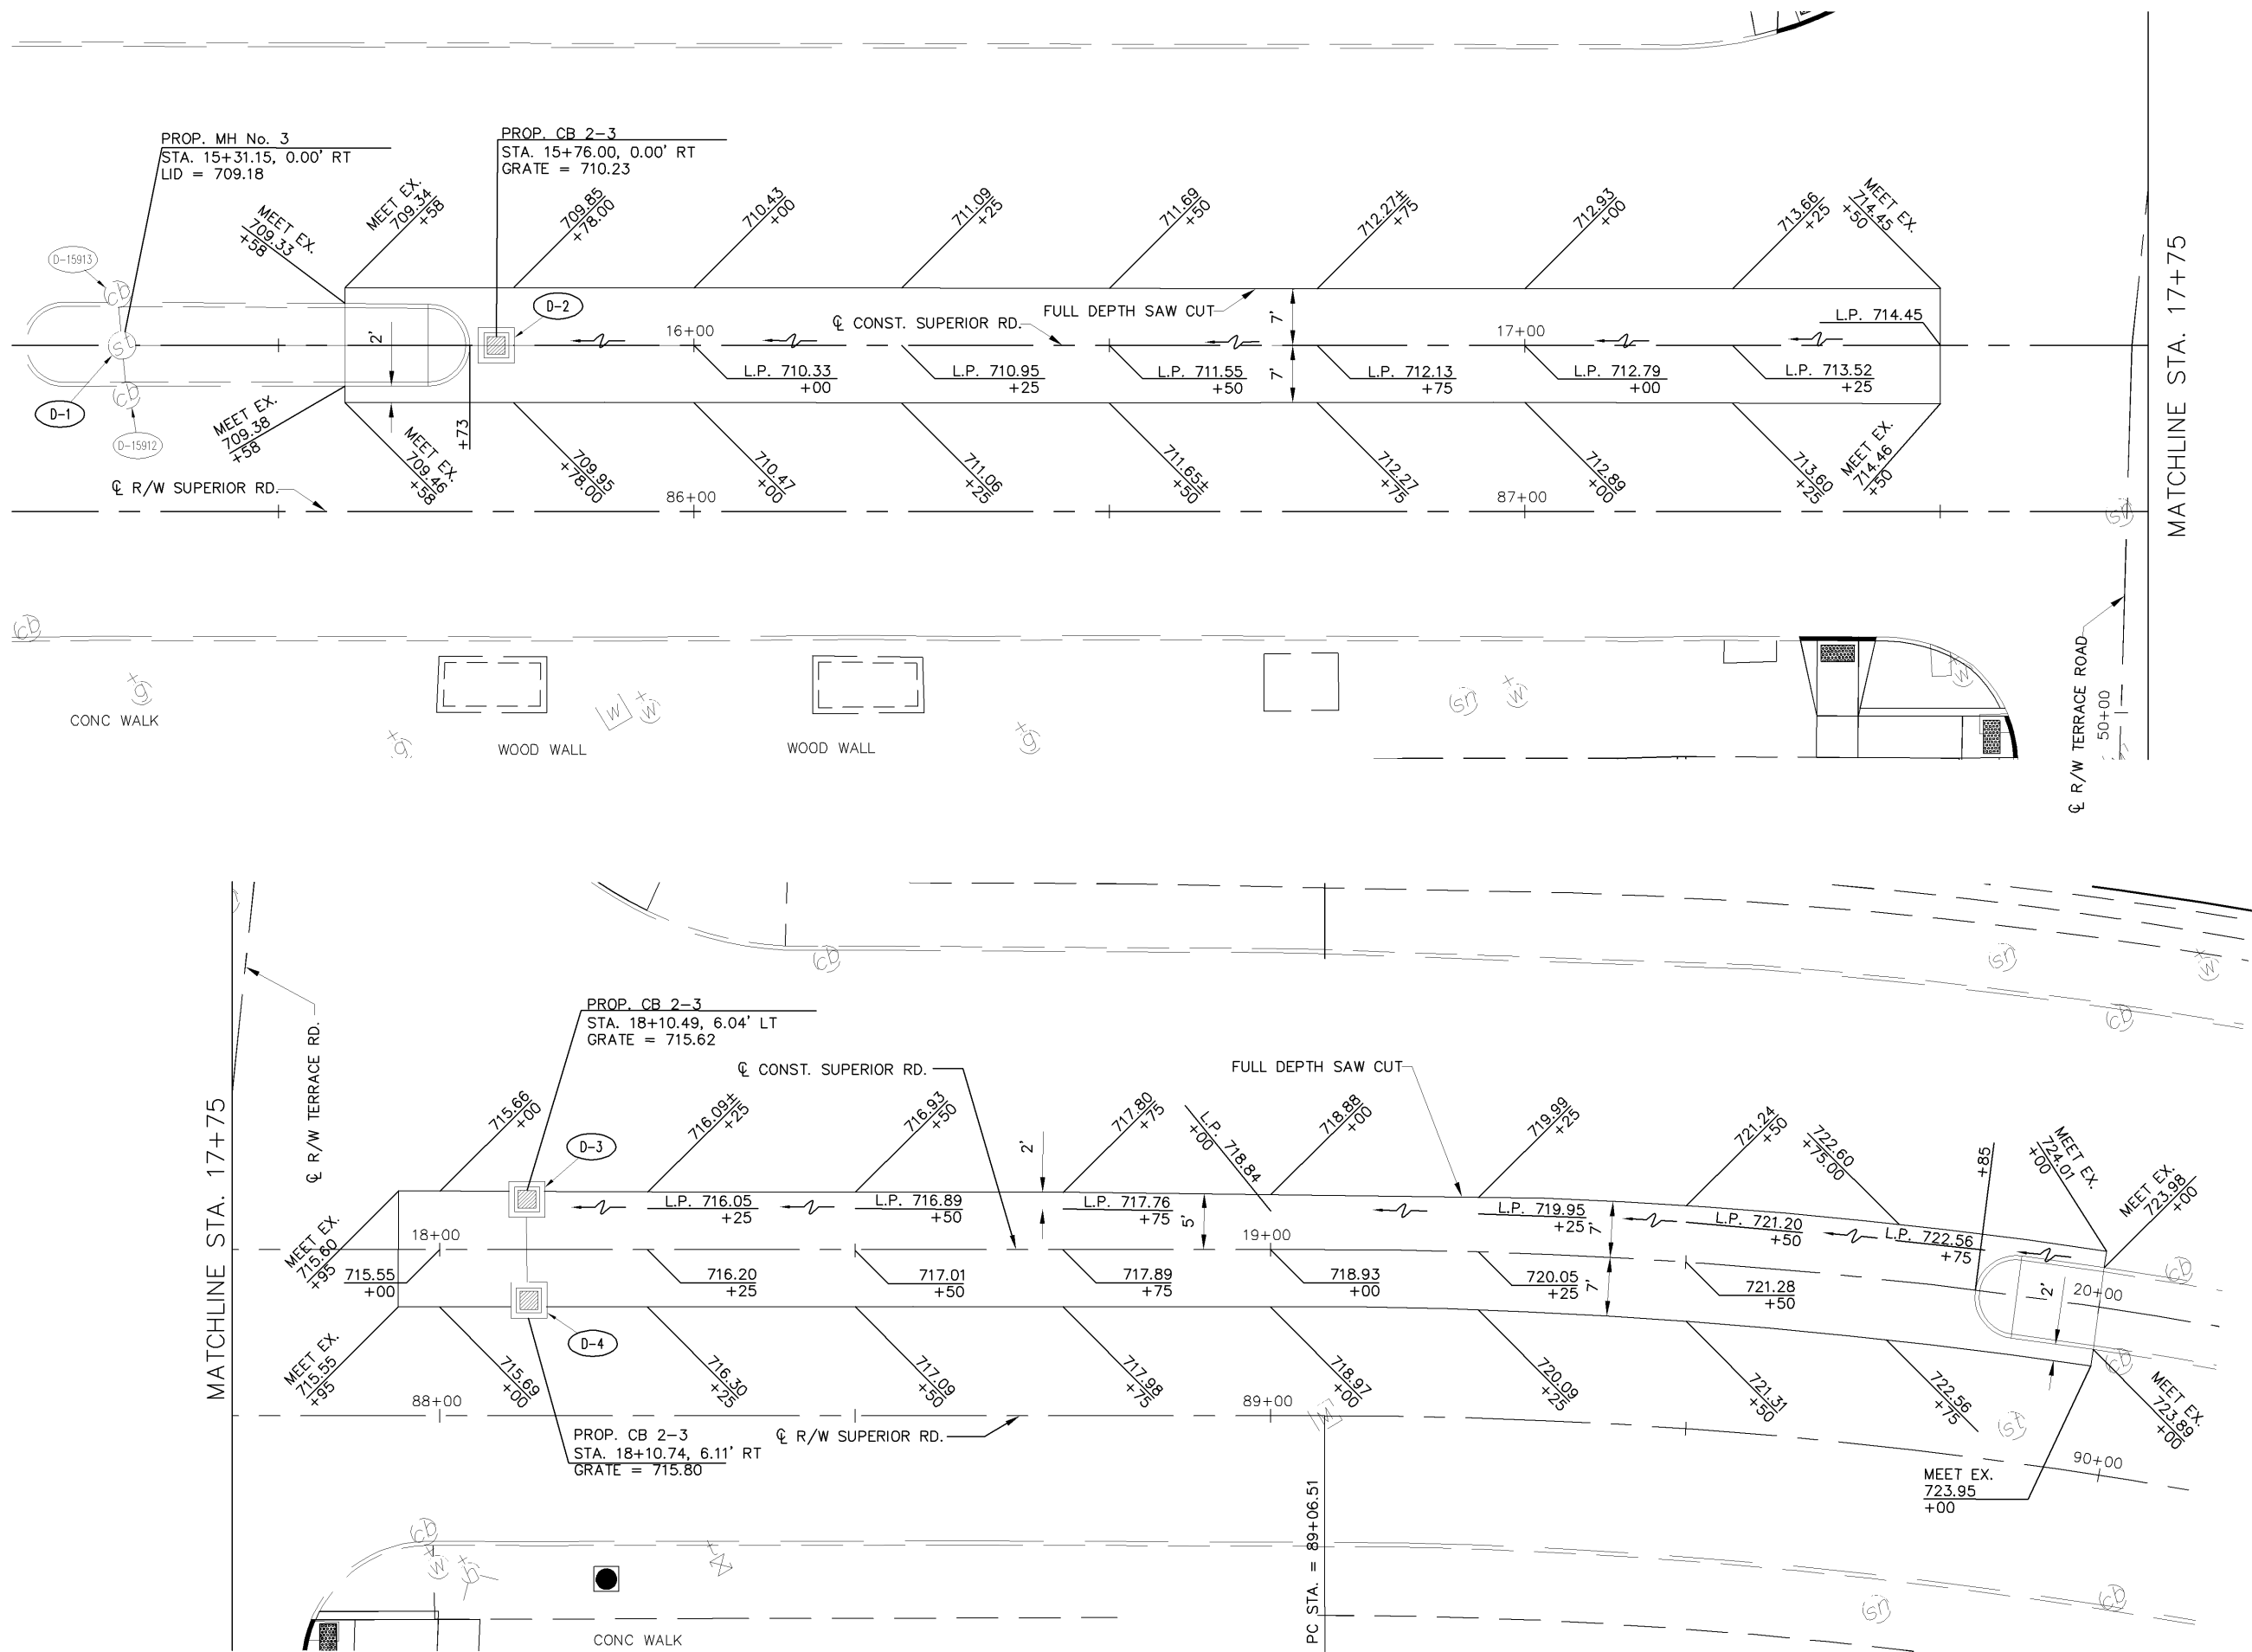 PROP. MH No. 3
STA. 15+31.15, 0.00' RT
LID = 709.18
PROP. CB 2-3
STA. 15+76.00, 0.00' RT
GRATE = 710.23
MEET EX.
709.33
+58
MEET EX.
709.34
+58
709.85
+78.00
710.43
+00
711.09
+25
711.69
+50
712.27±
+75
712.93
+00
713.66
+25
MEET EX.
714.45
+50
D-15913
cb
st
cb
D-1
D-15912
D-2
2'
16+00
℄ CONST. SUPERIOR RD.
FULL DEPTH SAW CUT
7'
7'
17+00
L.P. 714.45
L.P. 710.33
+00
L.P. 710.95
+25
L.P. 711.55
+50
L.P. 712.13
+75
L.P. 712.79
+00
L.P. 713.52
+25
MEET EX.
709.38
+58
MEET EX.
709.46
+58
+73
709.95
+78.00
710.47
+00
711.06
+25
711.65±
+50
712.27
+75
712.89
+00
713.60
+25
MEET EX.
714.46
+50
℄ R/W SUPERIOR RD.
86+00
87+00
MATCHLINE STA. 17+75
sn
cb
g
CONC WALK
g
WOOD WALL
W
W
WOOD WALL
g
sn
W
W
℄ R/W TERRACE ROAD
50+00
MATCHLINE STA. 17+75
℄ R/W TERRACE RD.
PROP. CB 2-3
STA. 18+10.49, 6.04' LT
GRATE = 715.62
℄ CONST. SUPERIOR RD.
FULL DEPTH SAW CUT
cb
sn
W
cb
715.66
+00
D-3
716.09±
+25
716.93
+50
2'
717.80
+75
L.P. 718.84
+00
718.88
+00
719.99
+25
721.24
+50
722.60
+75.00
+85
MEET EX.
724.01
+00
MEET EX.
723.98
+00
L.P. 716.05
+25
L.P. 716.89
+50
L.P. 717.76
+75
5'
L.P. 719.95
+25
7'
7'
L.P. 721.20
+50
L.P. 722.56
+75
MEET EX.
715.60
+95
18+00
19+00
20+00
2'
cb
715.55
+00
716.20
+25
717.01
+50
717.89
+75
718.93
+00
720.05
+25
721.28
+50
MEET EX.
715.55
+95
D-4
715.69
+00
716.30
+25
717.09
+50
717.98
+75
718.97
+00
720.09
+25
721.31
+50
722.56
+75
cb
MEET EX.
723.89
+00
88+00
89+00
90+00
PROP. CB 2-3
STA. 18+10.74, 6.11' RT
GRATE = 715.80
℄ R/W SUPERIOR RD.
M
st
MEET EX.
723.95
+00
PC STA. = 89+06.51
cb
W
CONC WALK
sn
cb